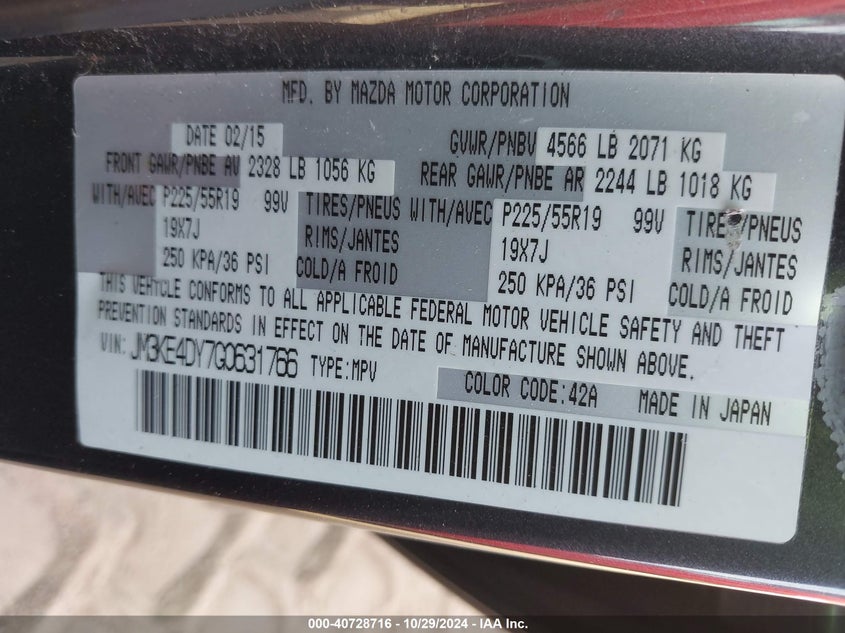 MFD. BY MAZDA MOTOR CORPORATION
DATE 02/15 GVWR/PNBV 4566 LB 2071 KG
FRONT GAWR/PNBE AV 2328 LB 1056 KG REAR GAWR/PNBE AR 2244 LB 1018 KG
WITH/AVEC P225/55R19 99V TIRES/PNEUS WITH/AVEC P225/55R19 99V TIRES/PNEUS
19X7J RIMS/JANTES 19X7J RIMS/JANTES
250 KPA/36 PSI COLD/A FROID 250 KPA/36 PSI COLD/A FROID
THIS VEHYCLE CONFORMS TO ALL APPLICABLE FEDERAL MOTOR VEHICLE SAFETY AND THEFT
PREVENTION STANDARDS IN EFFECT ON THE DATE OF MANUFACTURE SHOWN ABOVE.
VIN: JM3KE4DY7G0631766 TYPE:MPV
COLOR CODE:42A MADE IN JAPAN
000-40728716 - 10/29/2024 - IAA Inc.